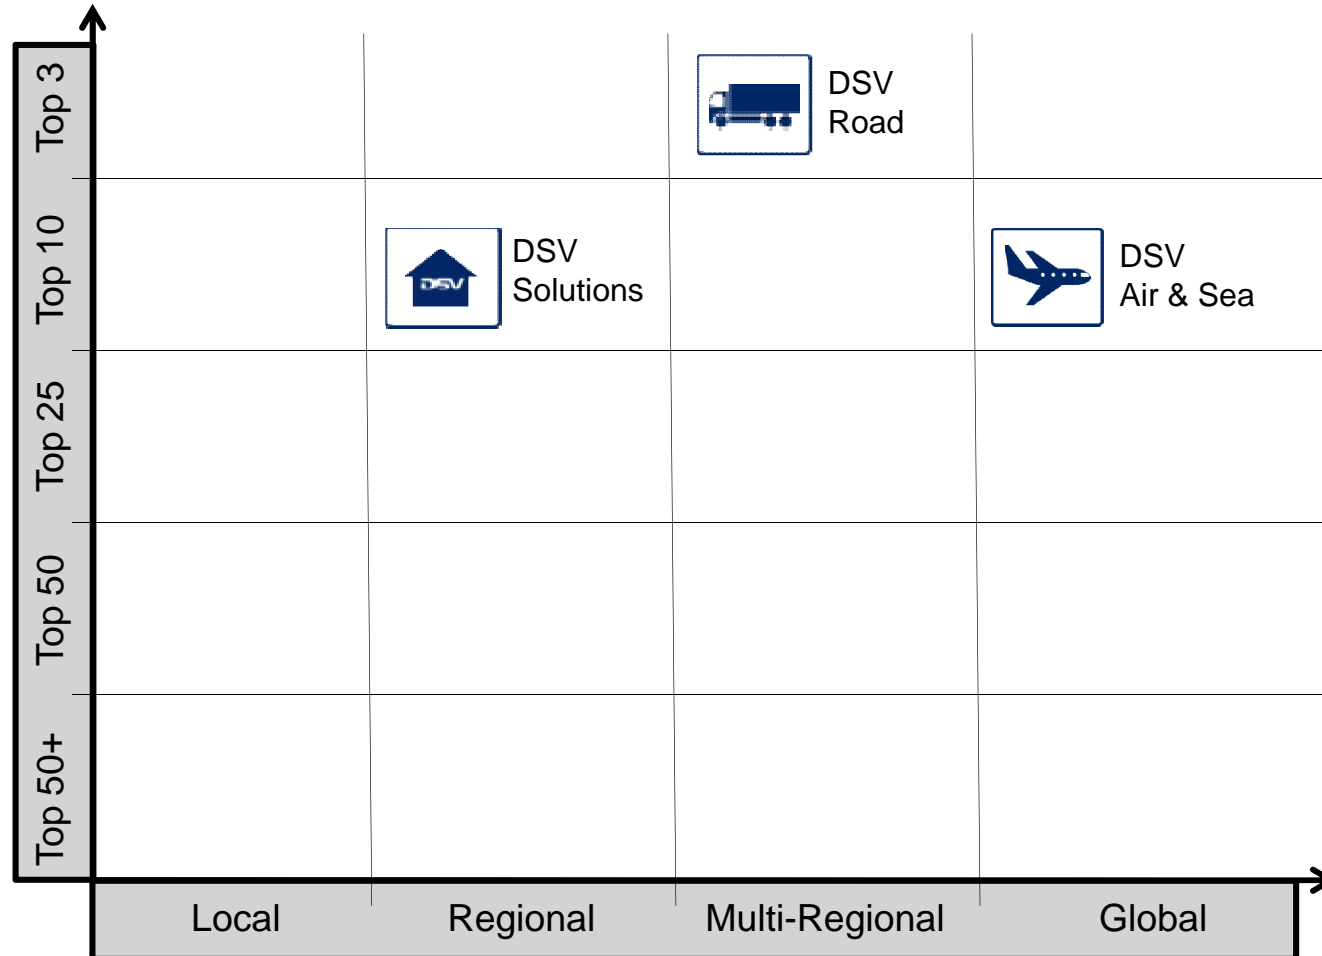 Top 3
DSV
Road
Top 10
DSV
DSV
Solutions
DSV
Air & Sea
Top 25
Top 50
Top 50+
Local
Regional
Multi-Regional
Global